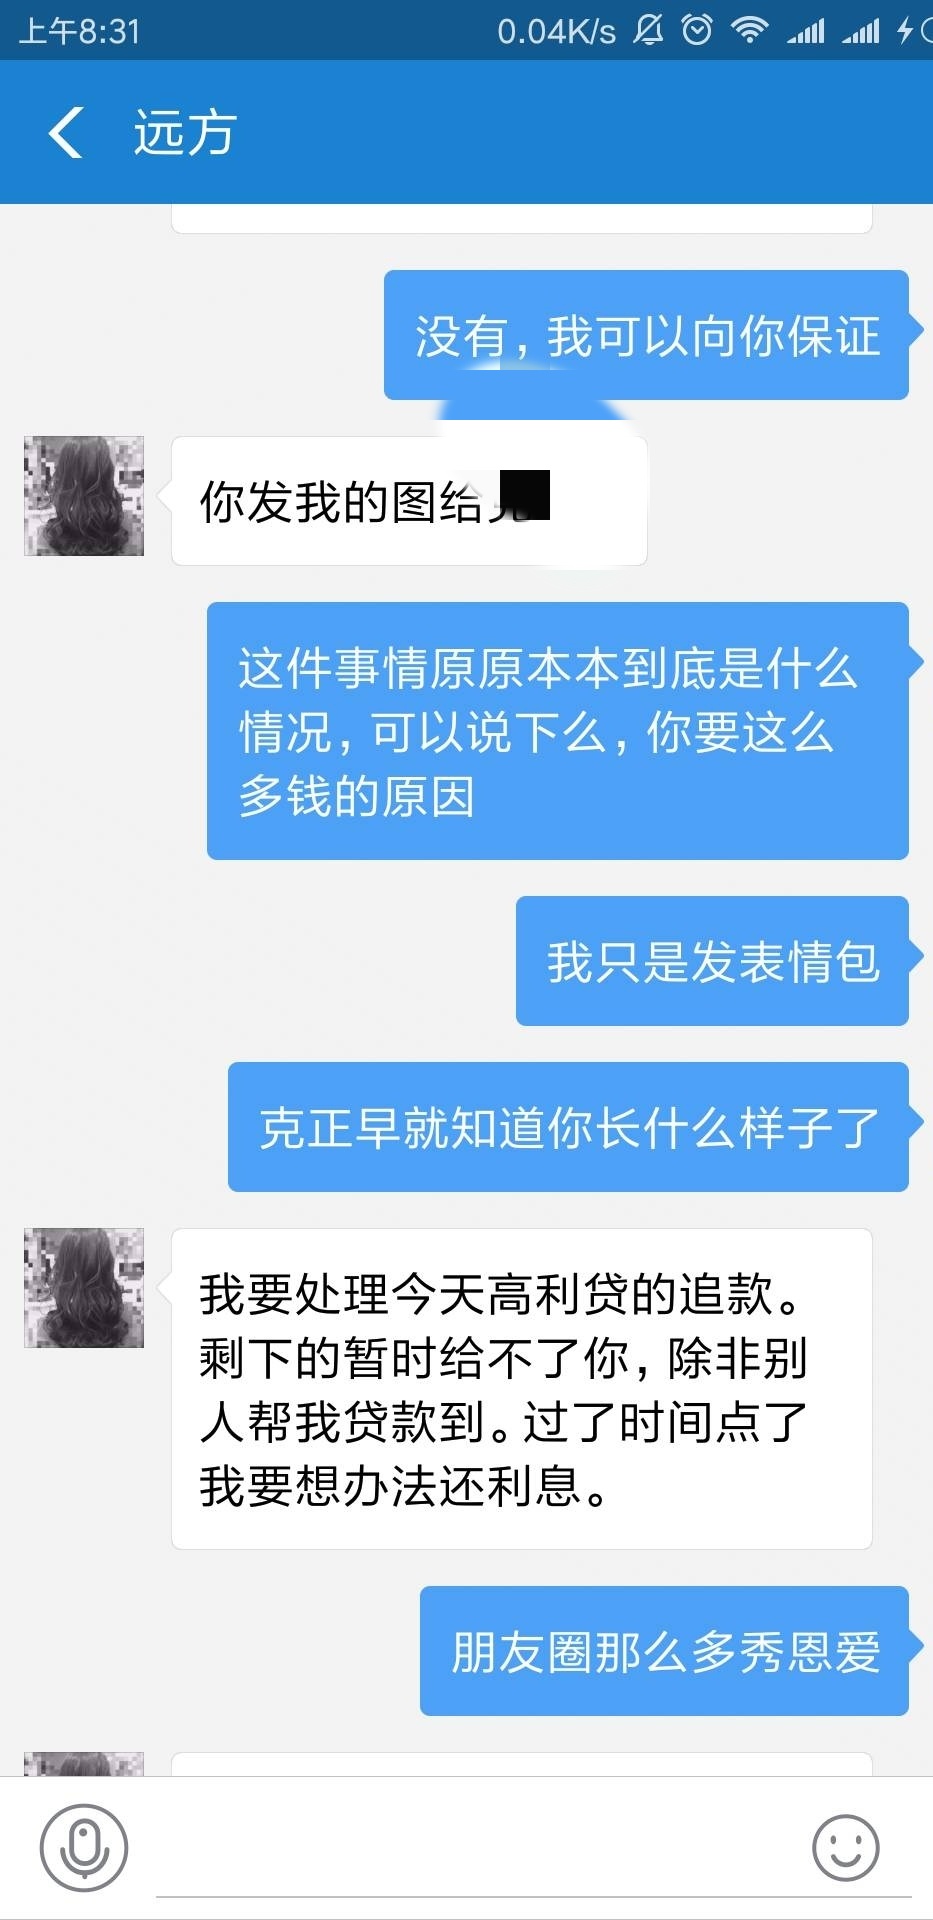 上午8:31
0.04K/s
远方
没有，我可以向你保证
你发我的图给
这件事情原原本本到底是什么
情况，可以说下么，你要这么
多钱的原因
我只是发表情包
克正早就知道你长什么样子了
我要处理今天高利贷的追款。
剩下的暂时给不了你，除非别
人帮我贷款到。过了时间点了
我要想办法还利息。
朋友圈那么多秀恩爱